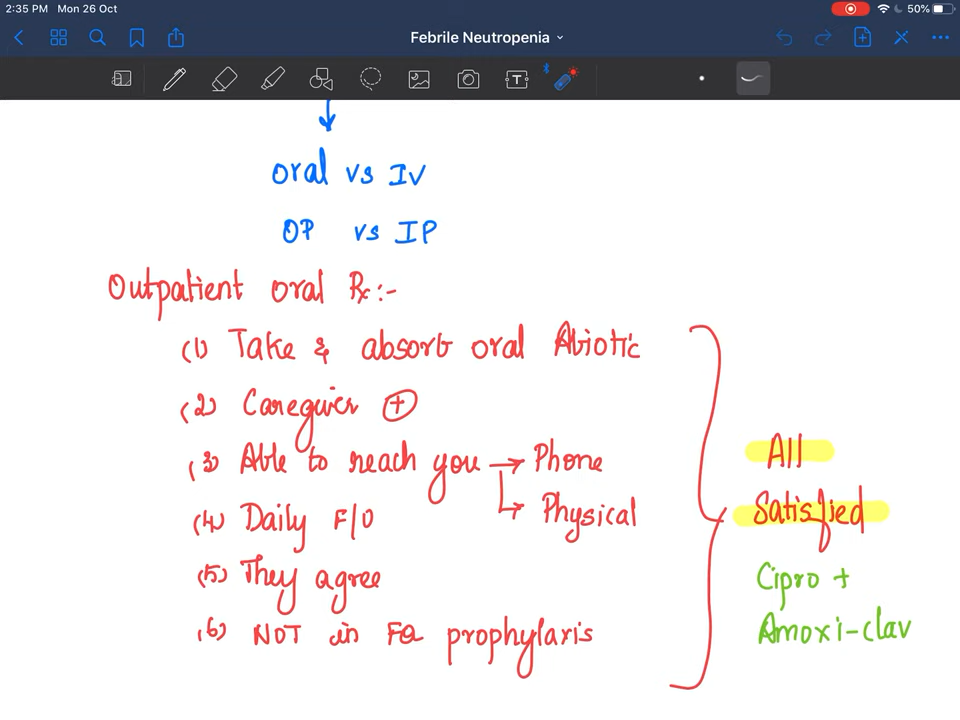 2:35 PM Mon 26 Oct
50%
Febrile Neutropenia
T
Oral vs IV
OP vs IP
Outpatient oral Rx:-
(1) Take & absorb oral Abiotic
(2) Caregiver +
(3) Able to reach you → Phone
→ Physical
(4) Daily F/O
(5) They agree
(6) NOT in FQ prophylaxis
All
Satisfied
Cipro +
Amoxi-clav